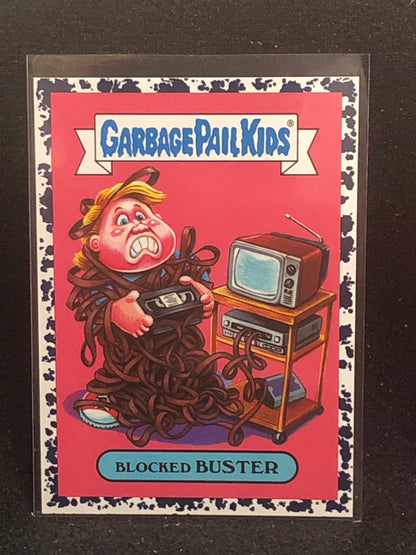 GARBAGE PAIL KIDS®
BLOCKED BUSTER